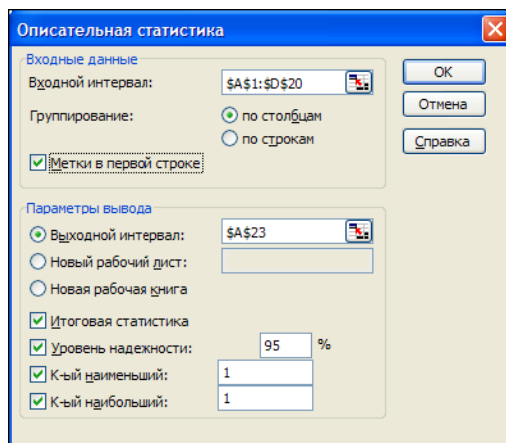 Описательная статистика
Входные данные
Входной интервал: $A$1:$D$20
OK
Отмена
Группирование: по столбцам
по строкам
Справка
Метки в первой строке
Параметры вывода
Выходной интервал: $A$23
Новый рабочий лист:
Новая рабочая книга
Итоговая статистика
Уровень надежности: 95 %
К-ый наименьший: 1
К-ый наибольший: 1